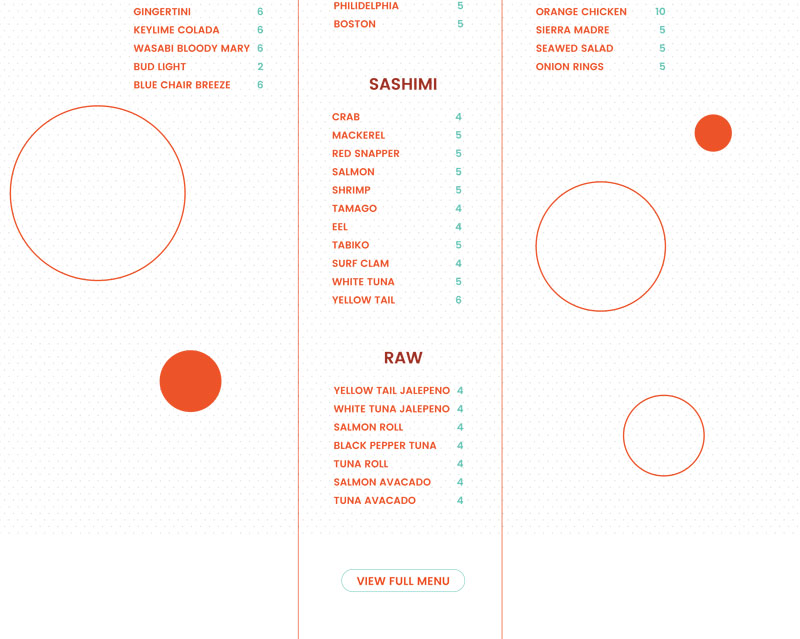 GINGERTINI 6
KEYLIME COLADA 6
WASABI BLOODY MARY 6
BUD LIGHT 2
BLUE CHAIR BREEZE 6
PHILIDELPHIA 5
BOSTON 5
SASHIMI
CRAB 4
MACKEREL 5
RED SNAPPER 5
SALMON 5
SHRIMP 5
TAMAGO 4
EEL 4
TABIKO 5
SURF CLAM 4
WHITE TUNA 5
YELLOW TAIL 6
RAW
YELLOW TAIL JALEPENO 4
WHITE TUNA JALEPENO 4
SALMON ROLL 4
BLACK PEPPER TUNA 4
TUNA ROLL 4
SALMON AVACADO 4
TUNA AVACADO 4
VIEW FULL MENU
ORANGE CHICKEN 10
SIERRA MADRE 5
SEAWED SALAD 5
ONION RINGS 5